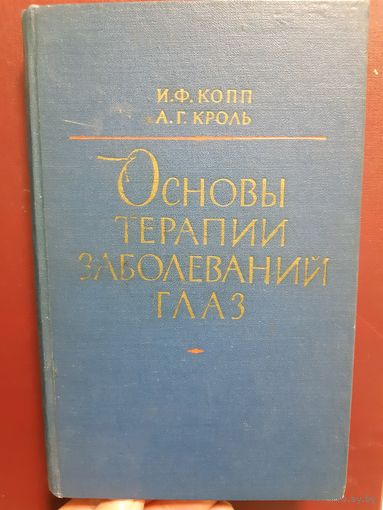 И.Ф. КОПП
А.Г. КРОЛЬ
ОСНОВЫ
ТЕРАПИИ
ЗАБОЛЕВАНИЙ
ГЛАЗ